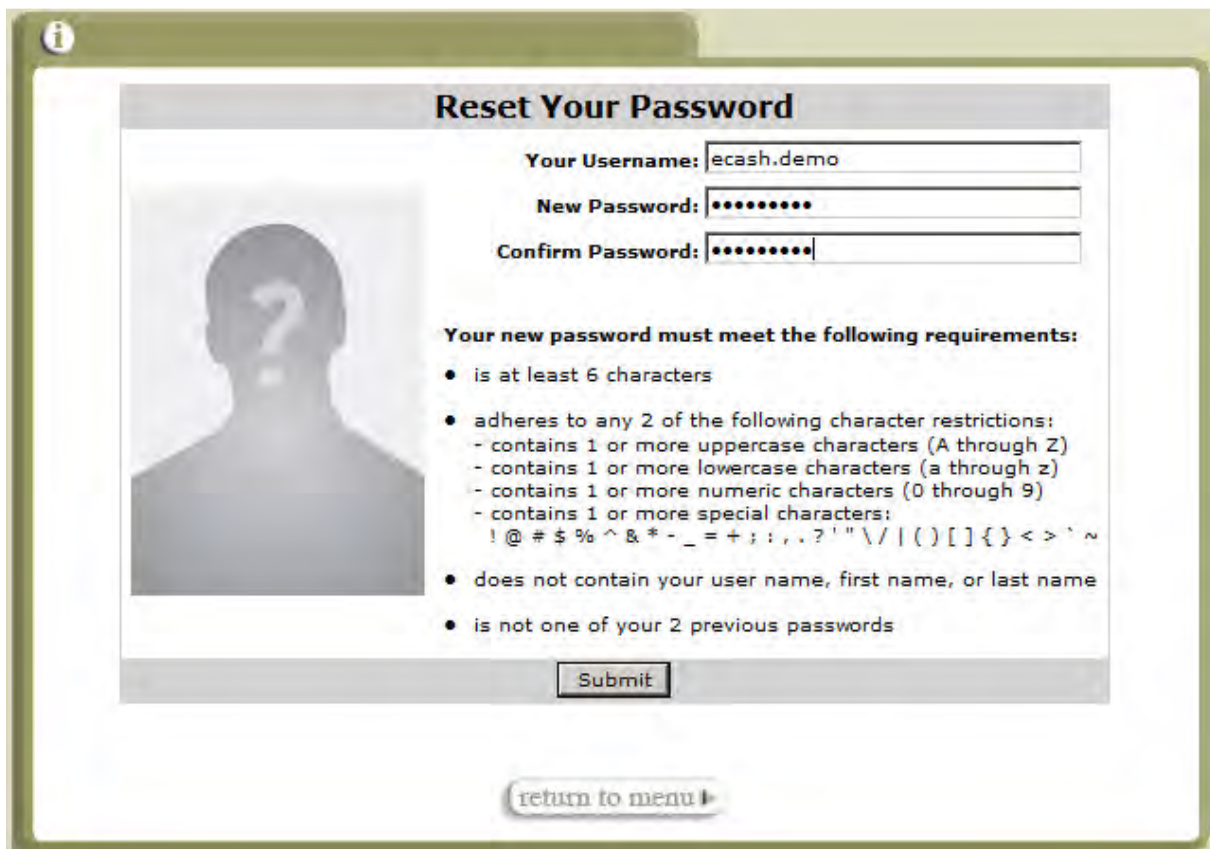 i
Reset Your Password
Your Username: ecash.demo
New Password: •••••••••
Confirm Password: •••••••••
?
Your new password must meet the following requirements:
• is at least 6 characters
• adheres to any 2 of the following character restrictions:
- contains 1 or more uppercase characters (A through Z)
- contains 1 or more lowercase characters (a through z)
- contains 1 or more numeric characters (0 through 9)
- contains 1 or more special characters:
! @ # $ % ^ & * - _ = + ; : , . ? ' " \ / | ( ) [ ] { } < > ` ~
• does not contain your user name, first name, or last name
• is not one of your 2 previous passwords
Submit
return to menu